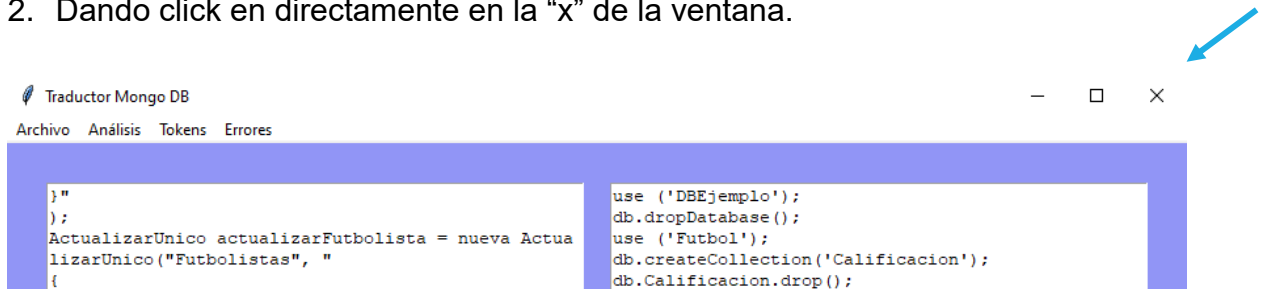 2. Dando click en directamente en la “x” de la ventana.
Traductor Mongo DB
Archivo Análisis Tokens Errores
}"
);
ActualizarUnico actualizarFutbolista = nueva Actua
lizarUnico("Futbolistas", "
{
use ('DBEjemplo');
db.dropDatabase();
use ('Futbol');
db.createCollection('Calificacion');
db.Calificacion.drop();